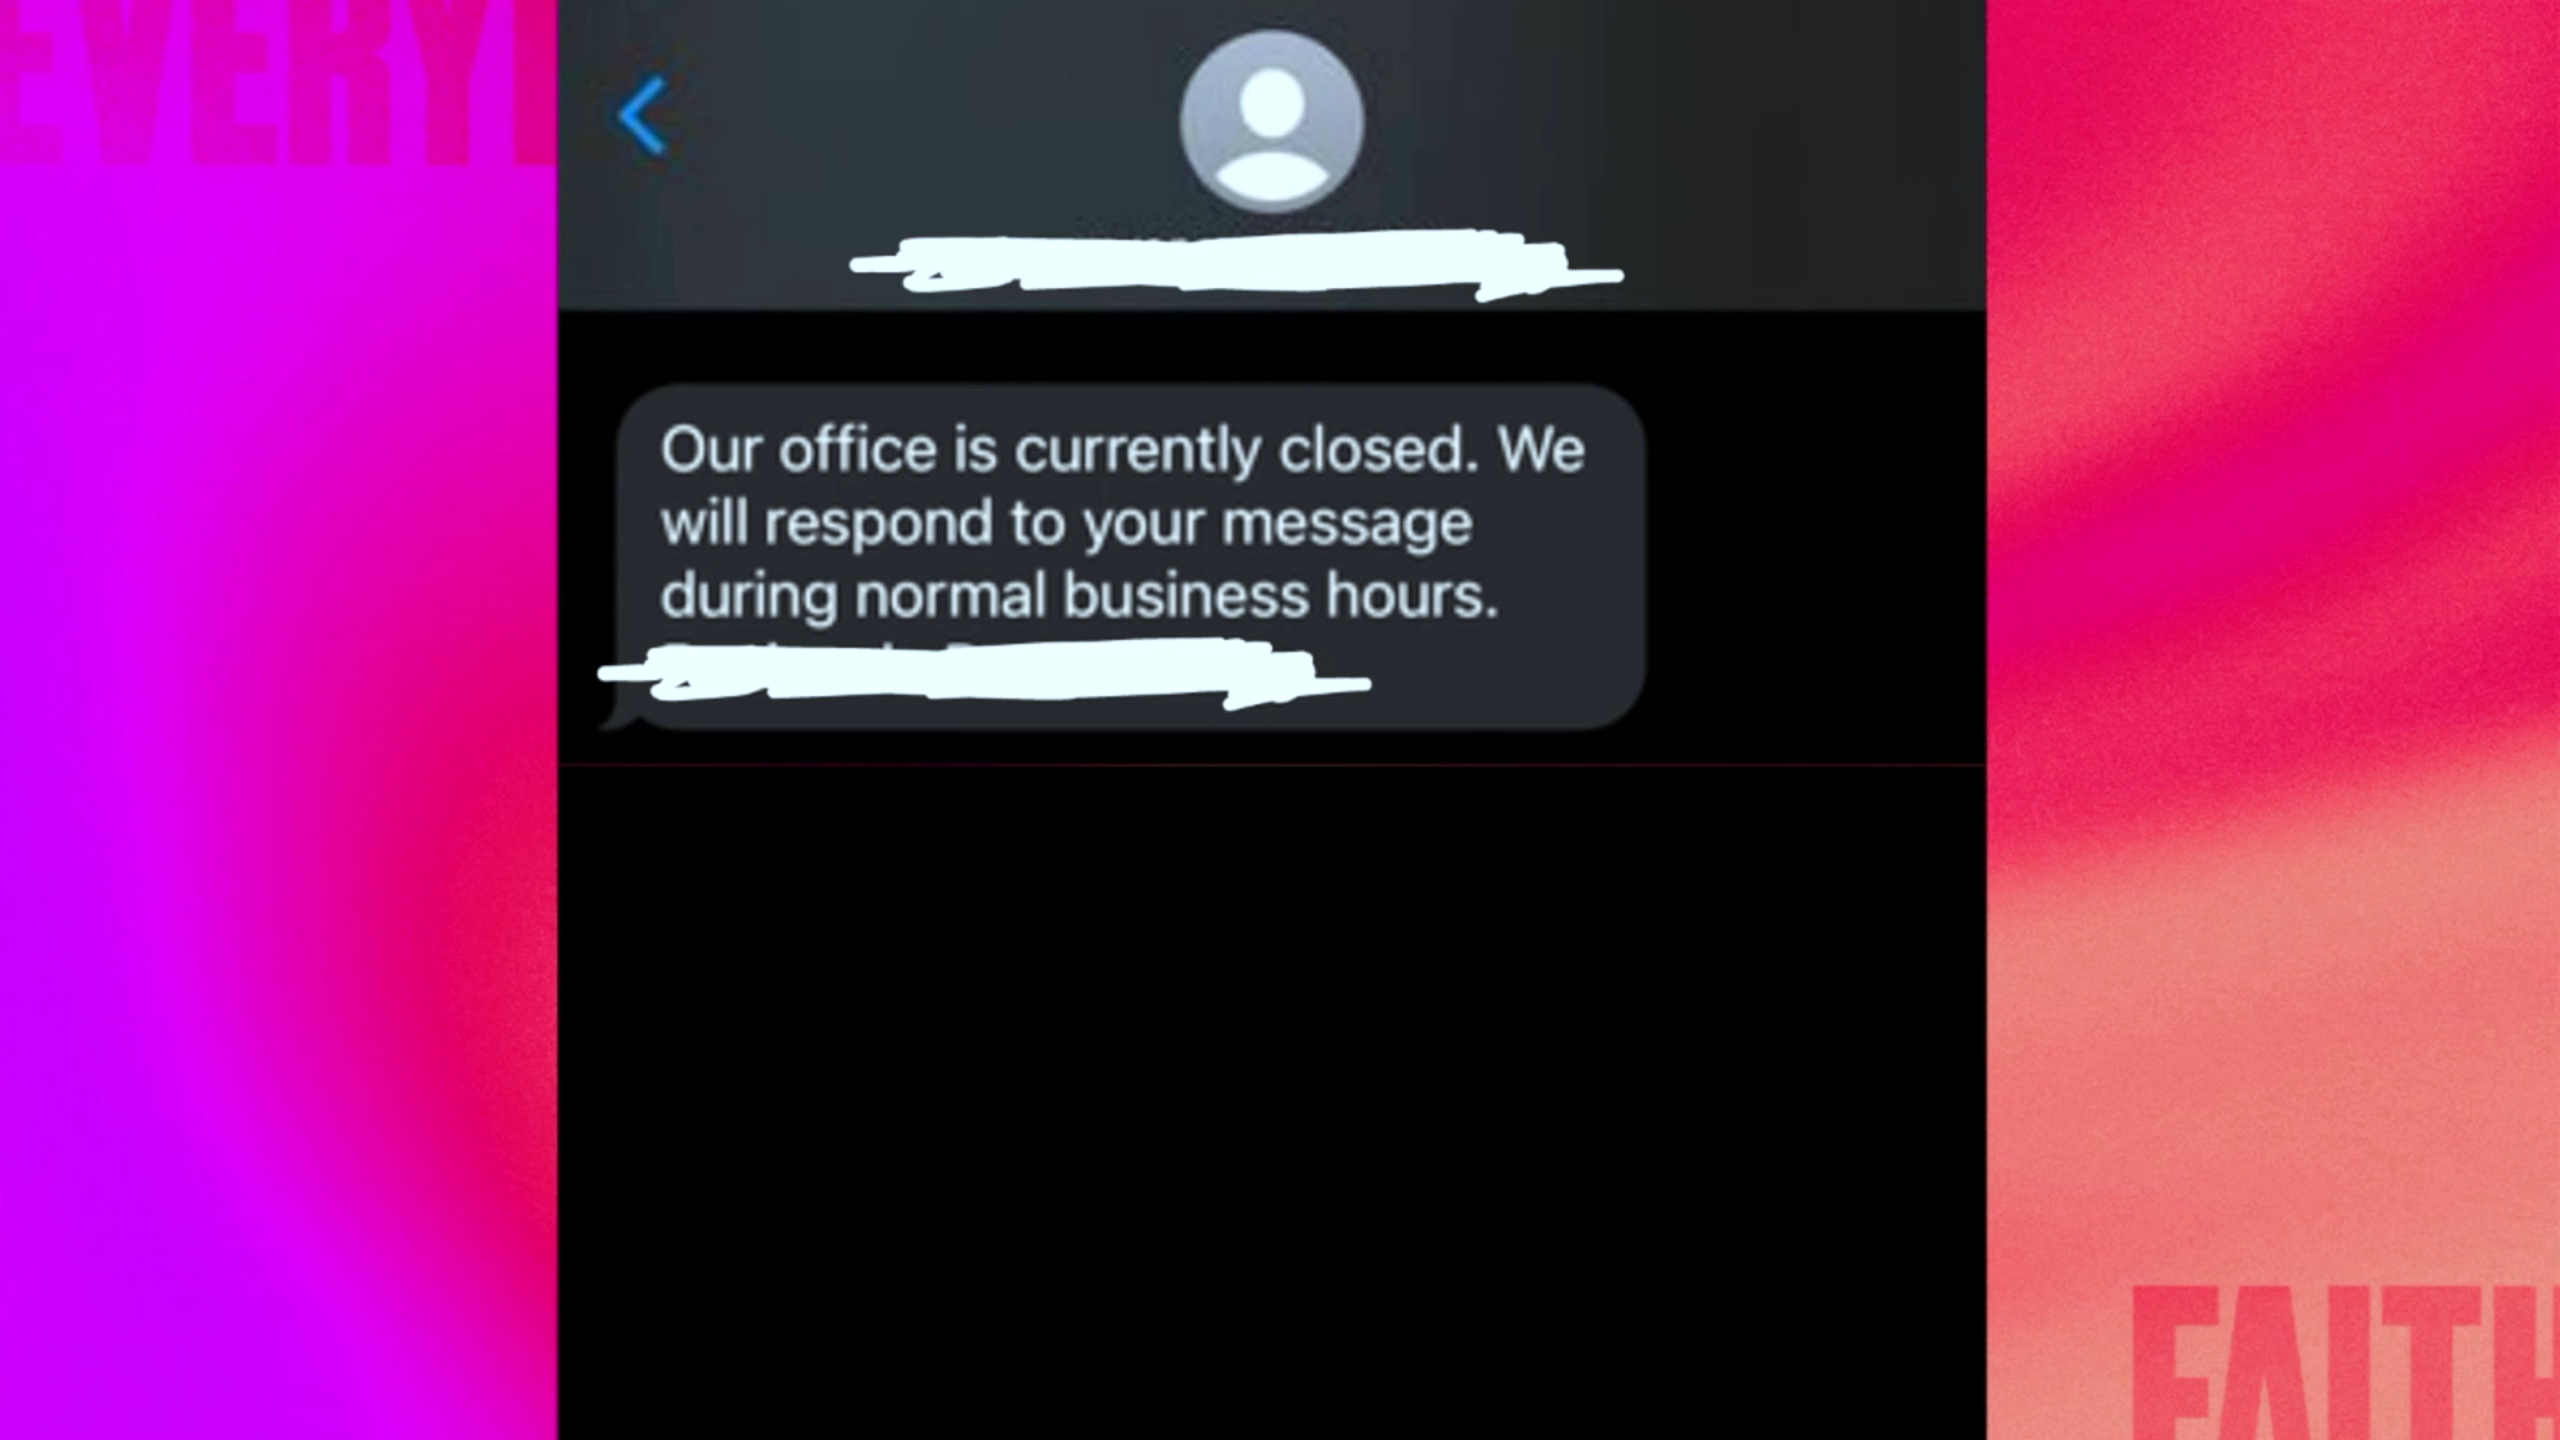 EVERY
Our office is currently closed. We
will respond to your message
during normal business hours.
FAITH